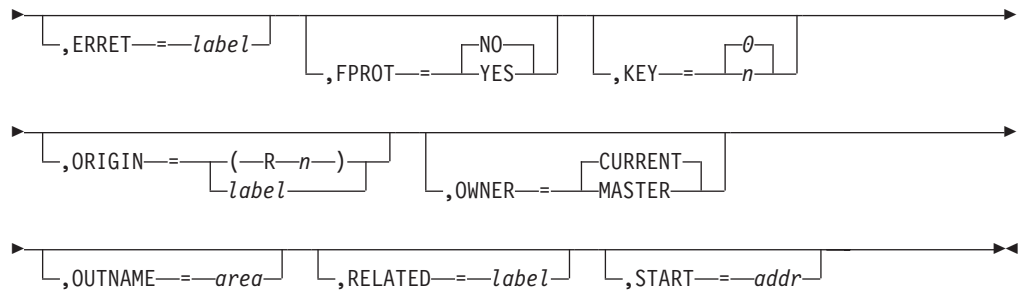 ,ERRET = label
NO
,FPROT = YES
0
,KEY = n
,ORIGIN = ( R n )
label
CURRENT
,OWNER = MASTER
,OUTNAME = area
,RELATED = label
,START = addr